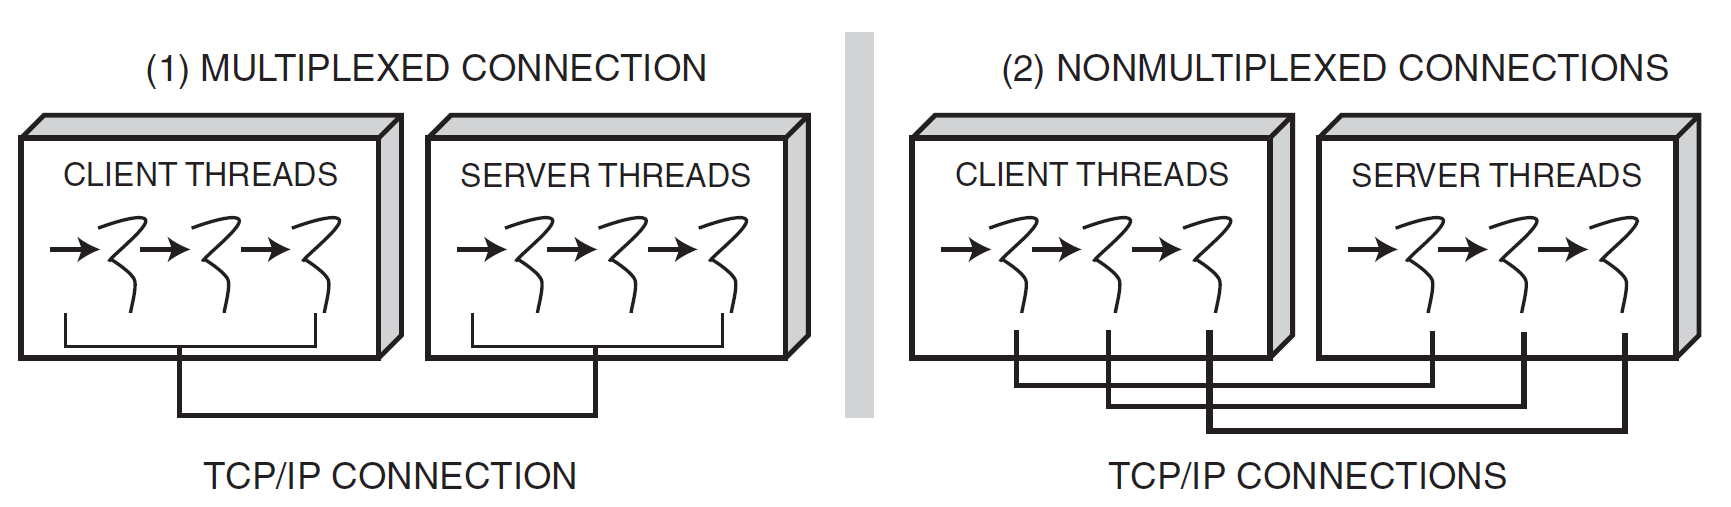 (1) MULTIPLEXED CONNECTION
CLIENT THREADS
SERVER THREADS
TCP/IP CONNECTION
(2) NONMULTIPLEXED CONNECTIONS
CLIENT THREADS
SERVER THREADS
TCP/IP CONNECTIONS